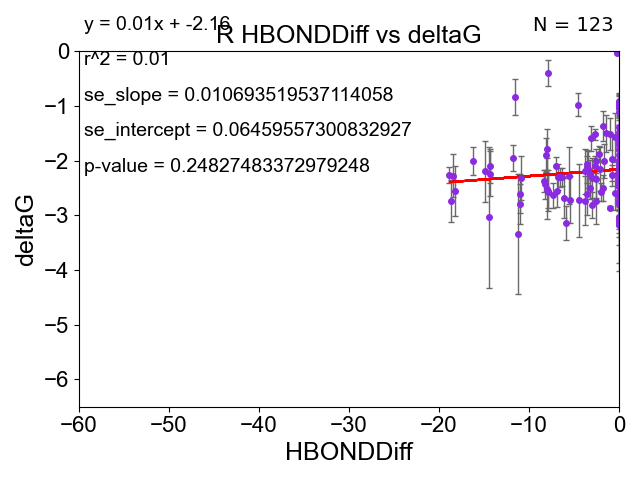 y = 0.01x + -2.16
R HBONDDiff vs deltaG
N = 123
r^2 = 0.01
se_slope = 0.010693519537114058
se_intercept = 0.06459557300832927
p-value = 0.24827483372979248
0
−1
−2
−3
−4
−5
−6
deltaG
−60
−50
−40
−30
−20
−10
0
HBONDDiff